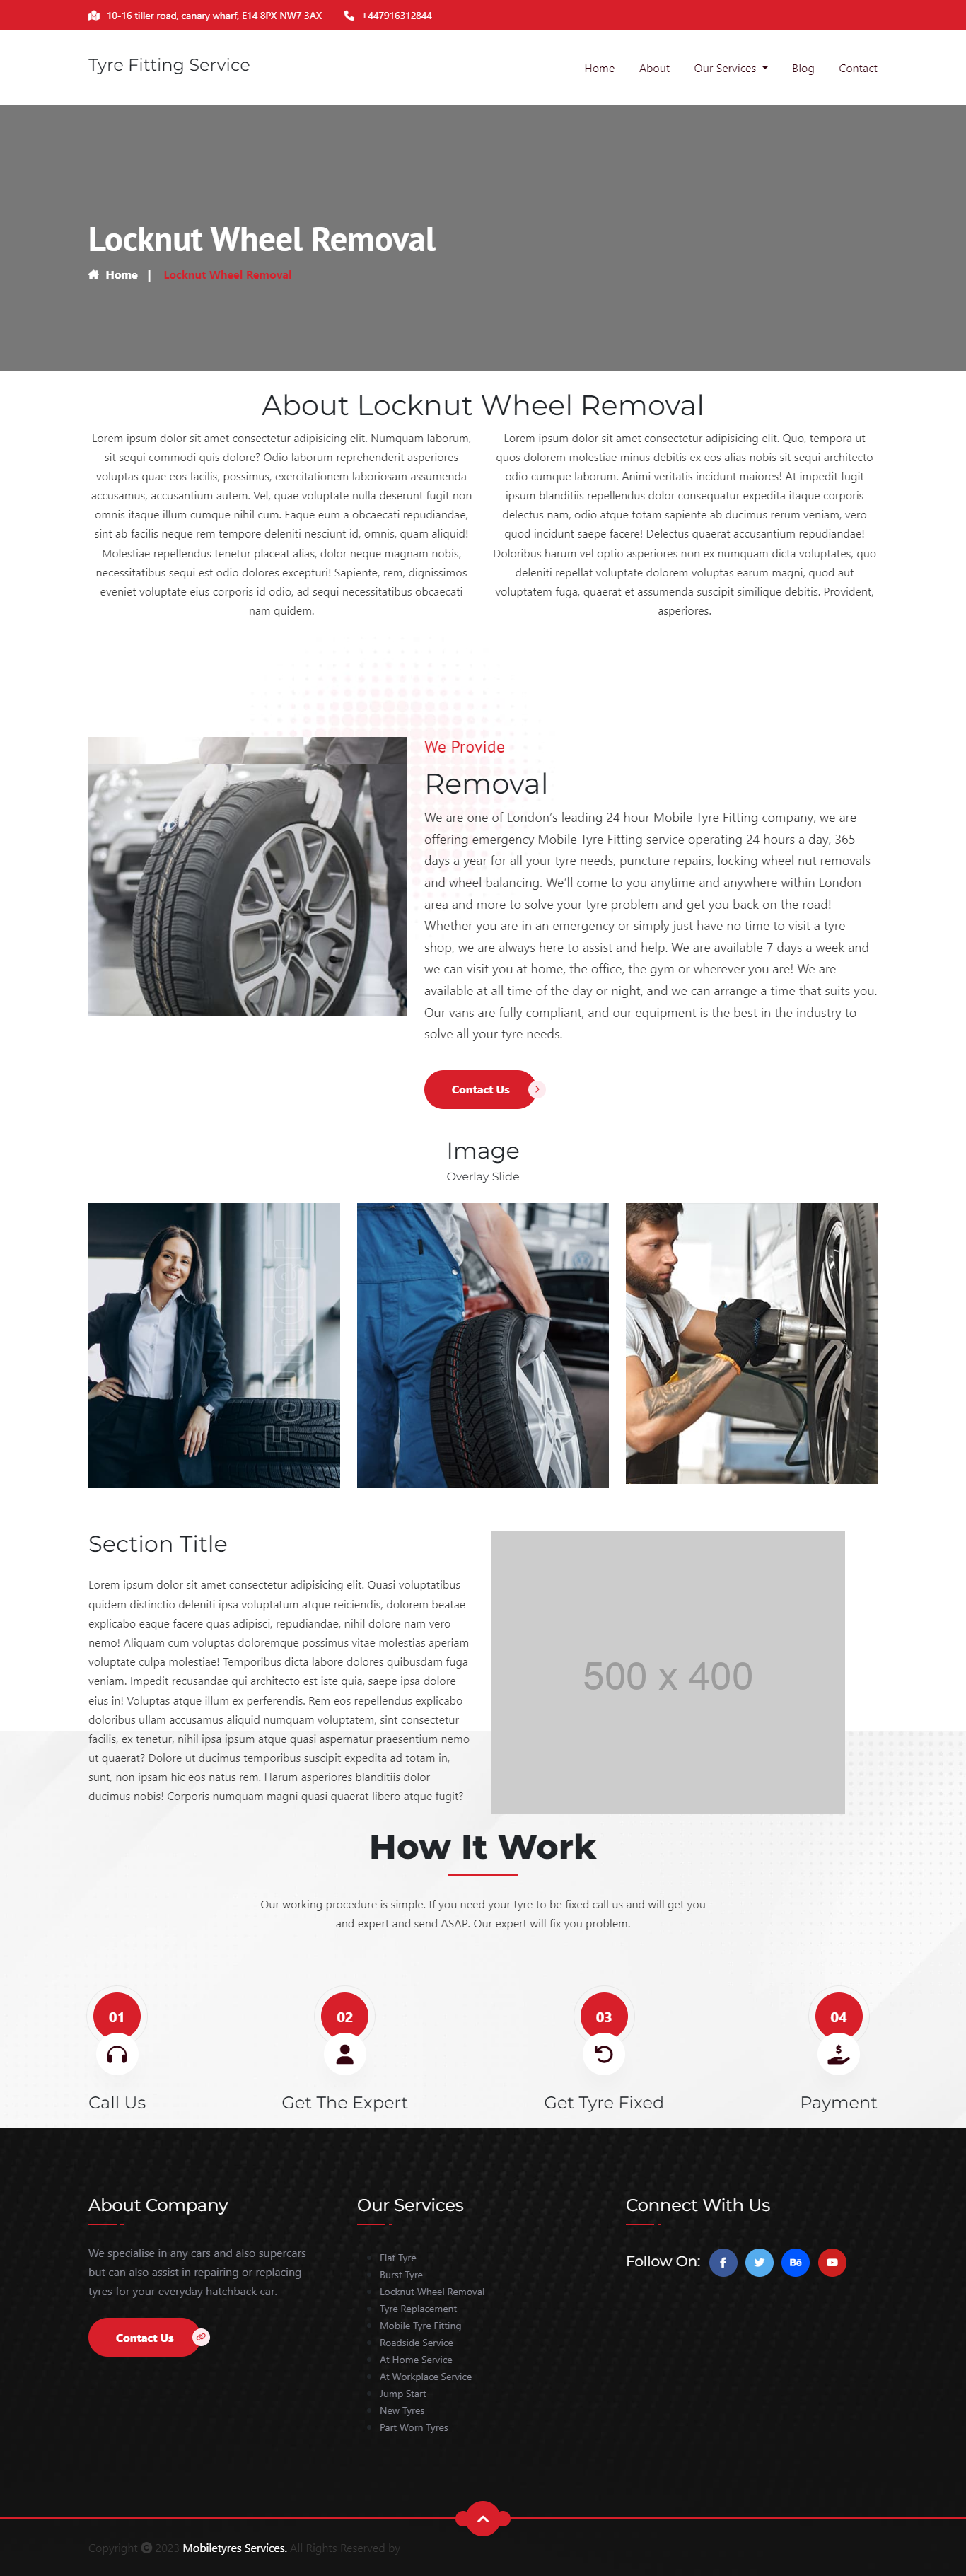 10-16 tiller road, canary wharf, E14 8PX NW7 3AX +447916312844
Tyre Fitting Service
Home About Our Services Blog Contact
Locknut Wheel Removal
Home | Locknut Wheel Removal
About Locknut Wheel Removal
Lorem ipsum dolor sit amet consectetur adipisicing elit. Numquam laborum,
sit sequi commodi quis dolore? Odio laborum reprehenderit asperiores
voluptas quae eos facilis, possimus, exercitationem laboriosam assumenda
accusamus, accusantium autem. Vel, quae voluptate nulla deserunt fugit non
omnis itaque illum cumque nihil cum. Eaque eum a obcaecati repudiandae,
sint ab facilis neque rem tempore deleniti nesciunt id, omnis, quam aliquid!
Molestiae repellendus tenetur placeat alias, dolor neque magnam nobis,
necessitatibus sequi est odio dolores excepturi! Sapiente, rem, dignissimos
eveniet voluptate eius corporis id odio, ad sequi necessitatibus obcaecati
nam quidem.
Lorem ipsum dolor sit amet consectetur adipisicing elit. Quo, tempora ut
quos dolorem molestiae minus debitis ex eos alias nobis sit sequi architecto
odio cumque laborum. Animi veritatis incidunt maiores! At impedit fugit
ipsum blanditiis repellendus dolor consequatur expedita itaque corporis
delectus nam, odio atque totam sapiente ab ducimus rerum veniam, vero
quod incidunt saepe facere! Delectus quaerat accusantium repudiandae!
Doloribus harum vel optio asperiores non ex numquam dicta voluptates, quo
deleniti repellat voluptate dolorem voluptas earum magni, quod aut
voluptatem fuga, quaerat et assumenda suscipit similique debitis. Provident,
asperiores.
We Provide
Removal
We are one of London's leading 24 hour Mobile Tyre Fitting company, we are
offering emergency Mobile Tyre Fitting service operating 24 hours a day, 365
days a year for all your tyre needs, puncture repairs, locking wheel nut removals
and wheel balancing. We'll come to you anytime and anywhere within London
area and more to solve your tyre problem and get you back on the road!
Whether you are in an emergency or simply just have no time to visit a tyre
shop, we are always here to assist and help. We are available 7 days a week and
we can visit you at home, the office, the gym or wherever you are! We are
available at all time of the day or night, and we can arrange a time that suits you.
Our vans are fully compliant, and our equipment is the best in the industry to
solve all your tyre needs.
Contact Us
Image
Overlay Slide
Section Title
Lorem ipsum dolor sit amet consectetur adipisicing elit. Quasi voluptatibus
quidem distinctio deleniti ipsa voluptatum atque reiciendis, dolorem beatae
explicabo eaque facere quas adipisci, repudiandae, nihil dolore nam vero
nemo! Aliquam cum voluptas doloremque possimus vitae molestias aperiam
voluptate culpa molestiae! Temporibus dicta labore dolores quibusdam fuga
veniam. Impedit recusandae qui architecto est iste quia, saepe ipsa dolore
eius in! Voluptas atque illum ex perferendis. Rem eos repellendus explicabo
doloribus ullam accusamus aliquid numquam voluptatem, sint consectetur
facilis, ex tenetur, nihil ipsa ipsum atque quasi aspernatur praesentium nemo
ut quaerat? Dolore ut ducimus temporibus suscipit expedita ad totam in,
sunt, non ipsam hic eos natus rem. Harum asperiores blanditiis dolor
ducimus nobis! Corporis numquam magni quasi quaerat libero atque fugit?
500 x 400
How It Work
Our working procedure is simple. If you need your tyre to be fixed call us and will get you
and expert and send ASAP. Our expert will fix you problem.
01 02 03 04
Call Us Get The Expert Get Tyre Fixed Payment
About Company
We specialise in any cars and also supercars
but can also assist in repairing or replacing
tyres for your everyday hatchback car.
Contact Us
Our Services
Flat Tyre
Burst Tyre
Locknut Wheel Removal
Tyre Replacement
Mobile Tyre Fitting
Roadside Service
At Home Service
At Workplace Service
Jump Start
New Tyres
Part Worn Tyres
Connect With Us
Follow On:
Copyright © 2023 Mobiletyres Services. All Rights Reserved by